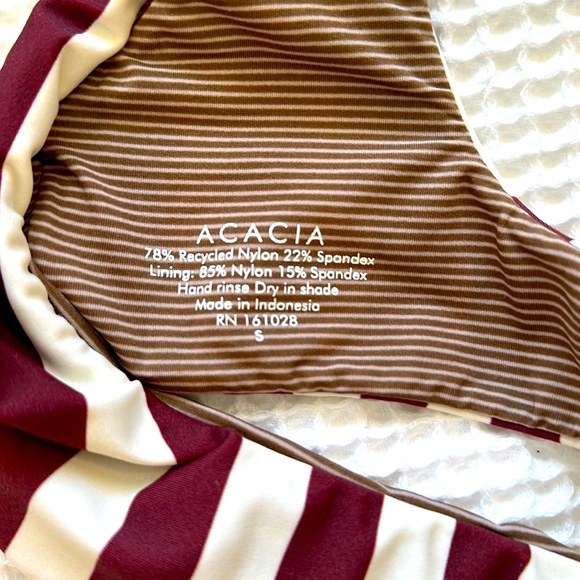 ACACIA
78% Recycled Nylon 22% Spandex
Lining: 85% Nylon 15% Spandex
Hand rinse Dry in shade
Made in Indonesia
RN 161028
S